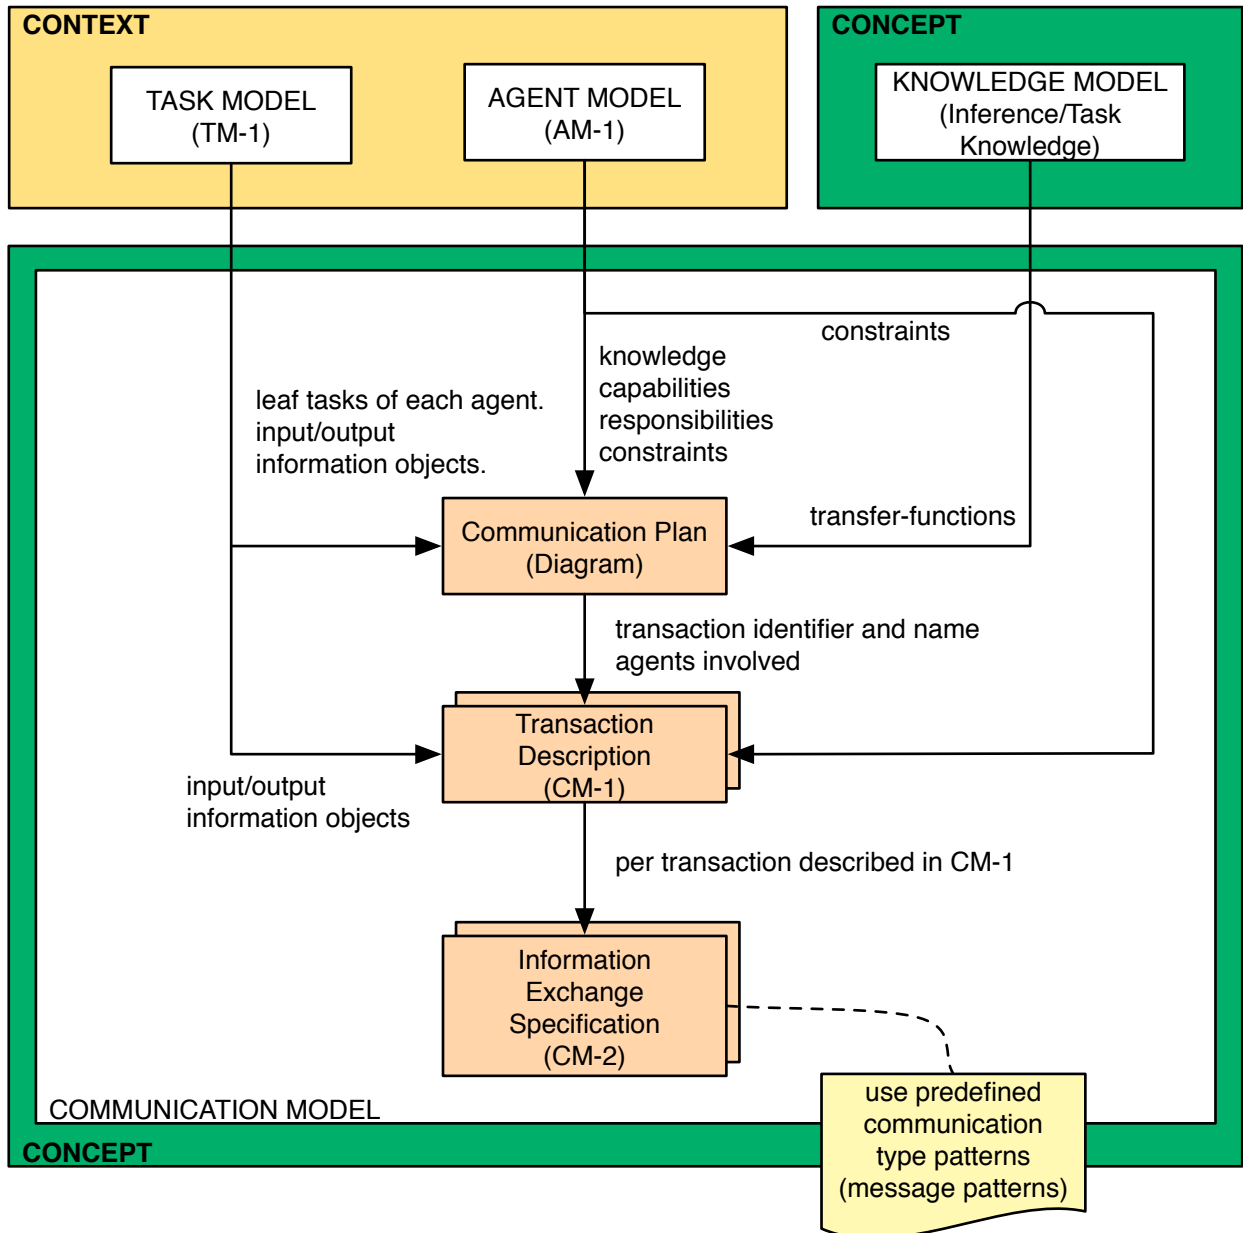 CONTEXT
TASK MODEL
(TM-1)
AGENT MODEL
(AM-1)
CONCEPT
KNOWLEDGE MODEL
(Inference/Task
Knowledge)
constraints
knowledge
capabilities
responsibilities
constraints
leaf tasks of each agent.
input/output
information objects.
Communication Plan
(Diagram)
transfer-functions
transaction identifier and name
agents involved
Transaction
Description
(CM-1)
input/output
information objects
per transaction described in CM-1
Information
Exchange
Specification
(CM-2)
use predefined
communication
type patterns
(message patterns)
COMMUNICATION MODEL
CONCEPT